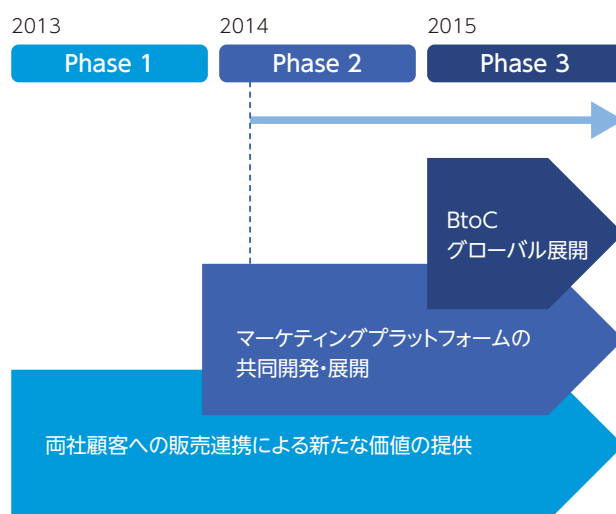 2013 2014 2015
Phase 1 Phase 2 Phase 3
BtoC
グローバル展開
マーケティングプラットフォームの
共同開発・展開
両社顧客への販売連携による新たな価値の提供